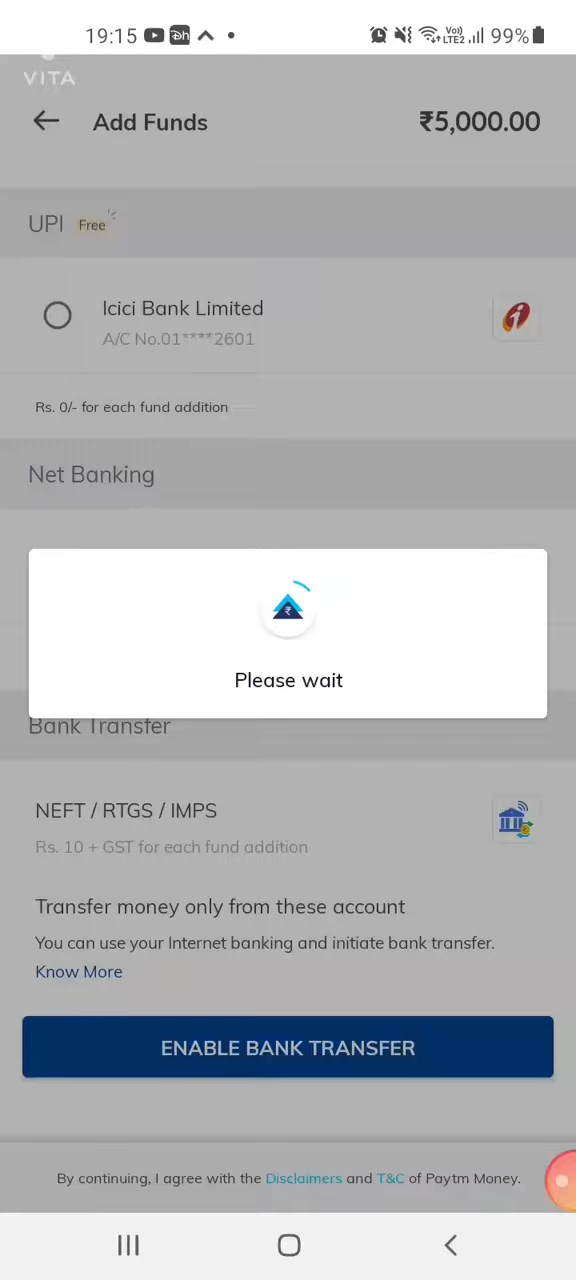 19:15 Dh Vo) LTE2 99%
VITA
Add Funds ₹5,000.00
UPI Free
Icici Bank Limited
A/C No.01****2601
Rs. 0/- for each fund addition
Net Banking
₹
Please wait
Bank Transfer
NEFT / RTGS / IMPS
Rs. 10 + GST for each fund addition
Transfer money only from these account
You can use your Internet banking and initiate bank transfer.
Know More
ENABLE BANK TRANSFER
By continuing, I agree with the Disclaimers and T&C of Paytm Money.